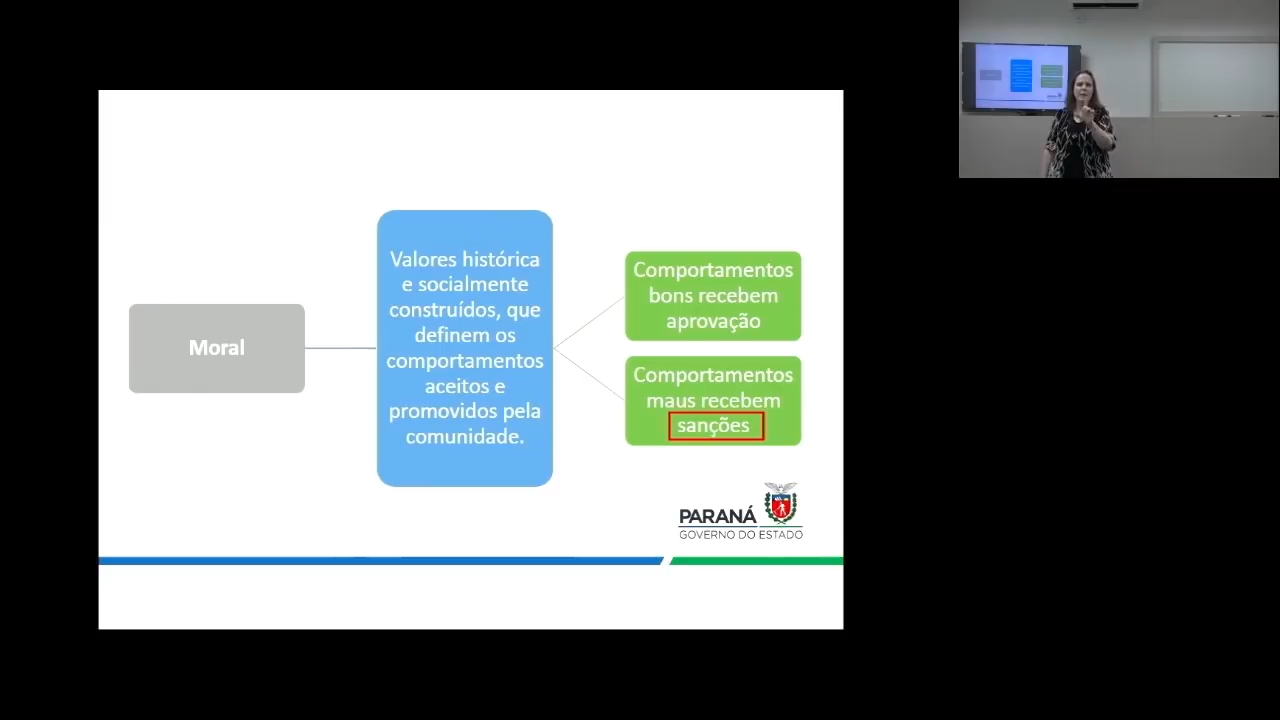 Moral
Valores histórica
e socialmente
construídos, que
definem os
comportamentos
aceitos e
promovidos pela
comunidade.
Comportamentos
bons recebem
aprovação
Comportamentos
maus recebem
sanções
PARANÁ
GOVERNO DO ESTADO